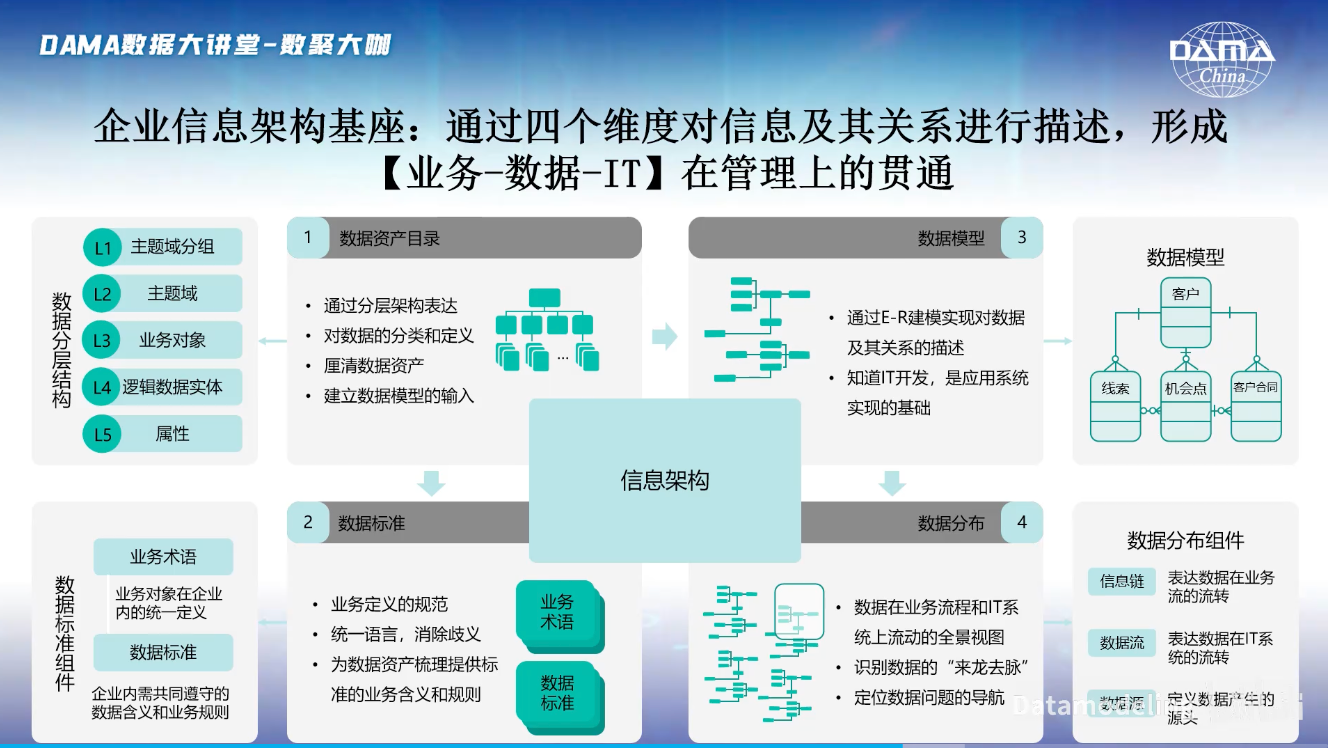 DAMA数据大讲堂-数聚大咖
DAMA
China
企业信息架构基座：通过四个维度对信息及其关系进行描述，形成
【业务-数据-IT】在管理上的贯通
数据分层结构
L1 主题域分组
L2 主题域
L3 业务对象
L4 逻辑数据实体
L5 属性
1 数据资产目录
• 通过分层架构表达
• 对数据的分类和定义
• 厘清数据资产
• 建立数据模型的输入
...
数据模型 3
• 通过E-R建模实现对数据
及其关系的描述
• 知道IT开发，是应用系统
实现的基础
数据模型
客户
线索
机会点
客户合同
信息架构
数据标准组件
业务术语
业务对象在企业
内的统一定义
数据标准
企业内需共同遵守的
数据含义和业务规则
2 数据标准
• 业务定义的规范
• 统一语言，消除歧义
• 为数据资产梳理提供标
准的业务含义和规则
业务
术语
数据
标准
数据分布 4
• 数据在业务流程和IT系
统上流动的全景视图
• 识别数据的“来龙去脉”
• 定位数据问题的导航
数据分布组件
信息链
表达数据在业务
流的流转
数据流
表达数据在IT系
统的流转
数据源
定义数据产生的
源头
Datamodeling